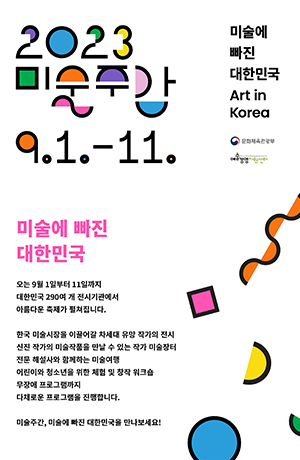 2023
미술주간
9.1.–11.
미술에
빠진
대한민국
Art in
Korea
문화체육관광부
예술경영지원센터
미술에 빠진
대한민국
오는 9월 1일부터 11일까지
대한민국 290여 개 전시기관에서
아름다운 축제가 펼쳐집니다.
한국 미술시장을 이끌어갈 차세대 유망 작가의 전시
신진 작가의 미술작품을 만날 수 있는 작가 미술장터
전문 해설사와 함께하는 미술여행
어린이와 청소년을 위한 체험 및 창작 워크숍
무장애 프로그램까지
다채로운 프로그램을 진행합니다.
미술주간, 미술에 빠진 대한민국을 만나보세요!